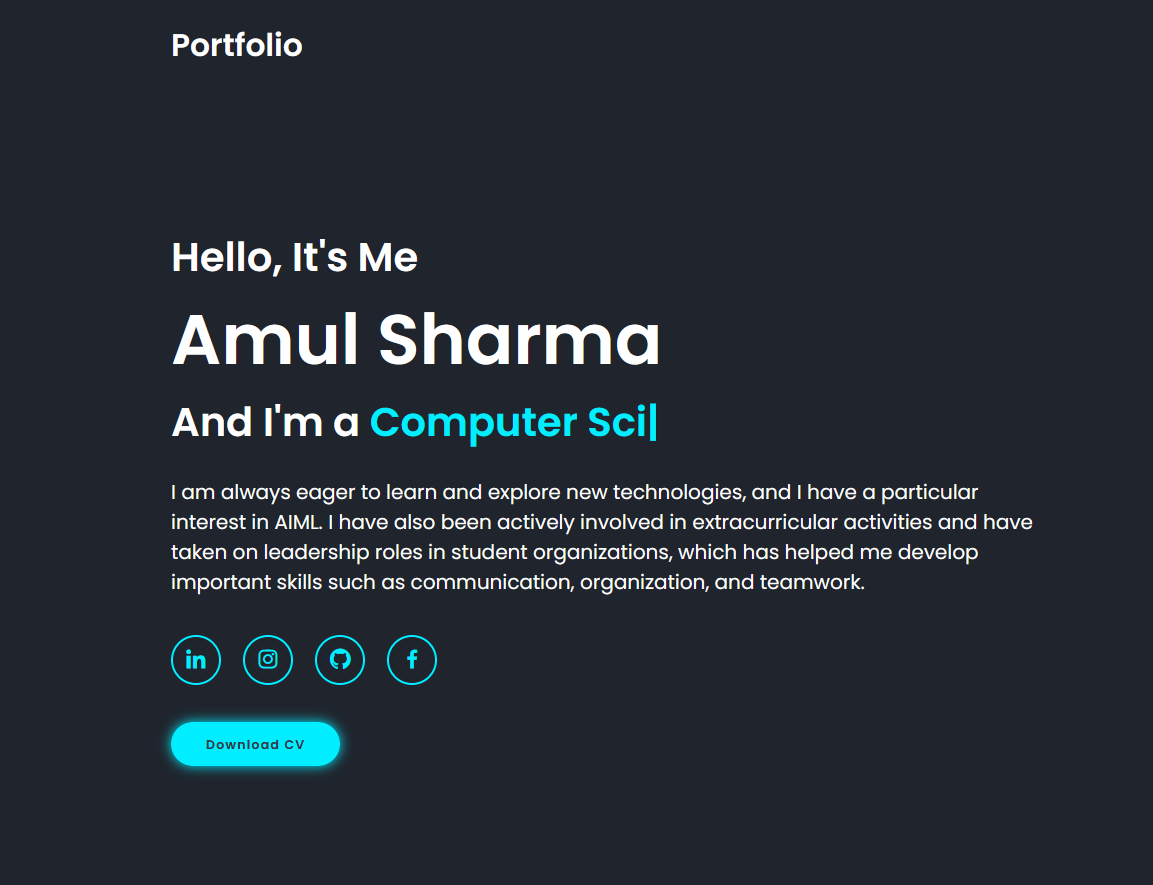 Portfolio
Hello, It's Me
Amul Sharma
And I'm a Computer Sci|
I am always eager to learn and explore new technologies, and I have a particular
interest in AIML. I have also been actively involved in extracurricular activities and have
taken on leadership roles in student organizations, which has helped me develop
important skills such as communication, organization, and teamwork.
in
f
Download CV